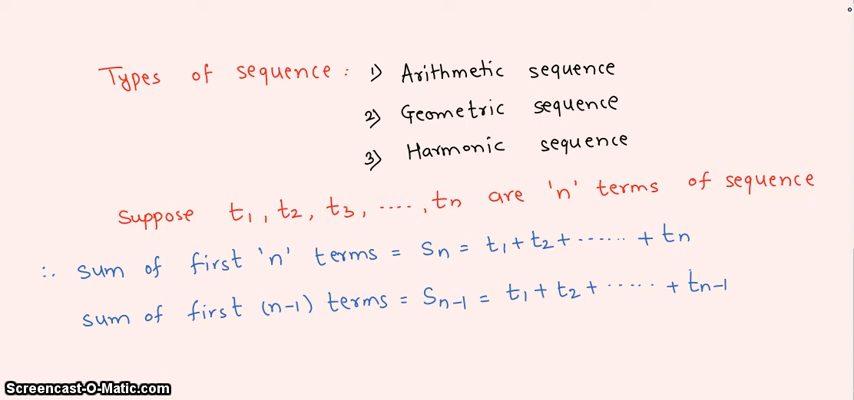 Types of sequence : 1) Arithmetic sequence
2) Geometric sequence
3) Harmonic sequence
Suppose t₁, t₂, t₃, ...., tn are 'n' terms of sequence
∴ sum of first 'n' terms = Sn = t₁ + t₂ + ...... + tn
sum of first (n-1) terms = Sn-1 = t₁ + t₂ + ...... + tn-1
Screencast-O-Matic.com